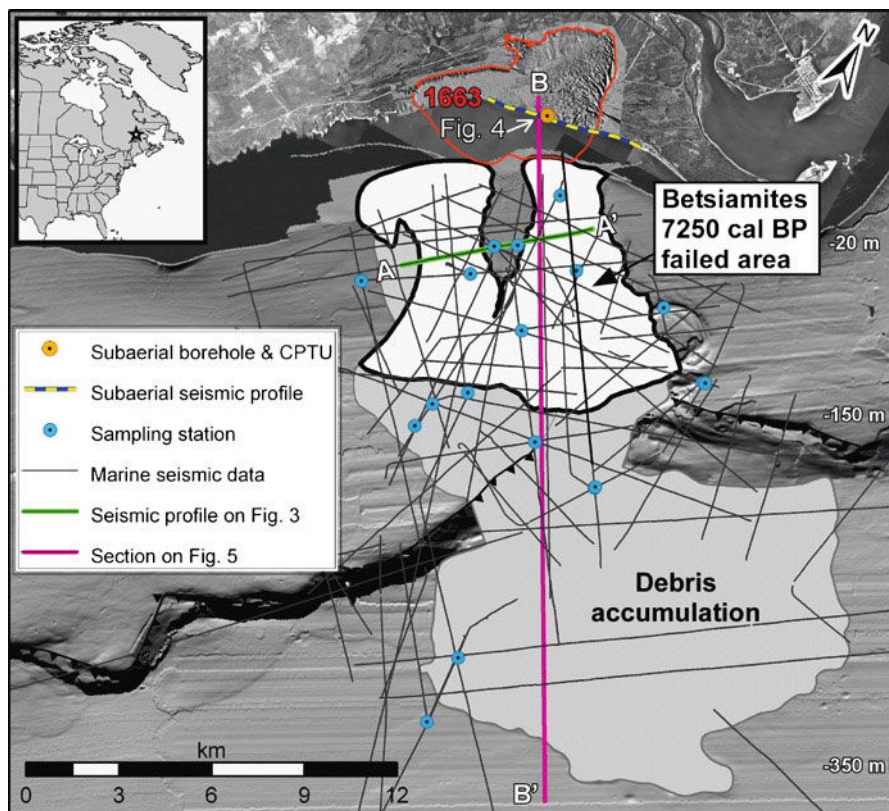 N
1663
B
Fig. 4
Betsiamites
7250 cal BP
failed area
A'
A
-20 m
Subaerial borehole & CPTU
Subaerial seismic profile
Sampling station
Marine seismic data
Seismic profile on Fig. 3
Section on Fig. 5
-150 m
Debris
accumulation
km
0 3 6 12
-350 m
B'